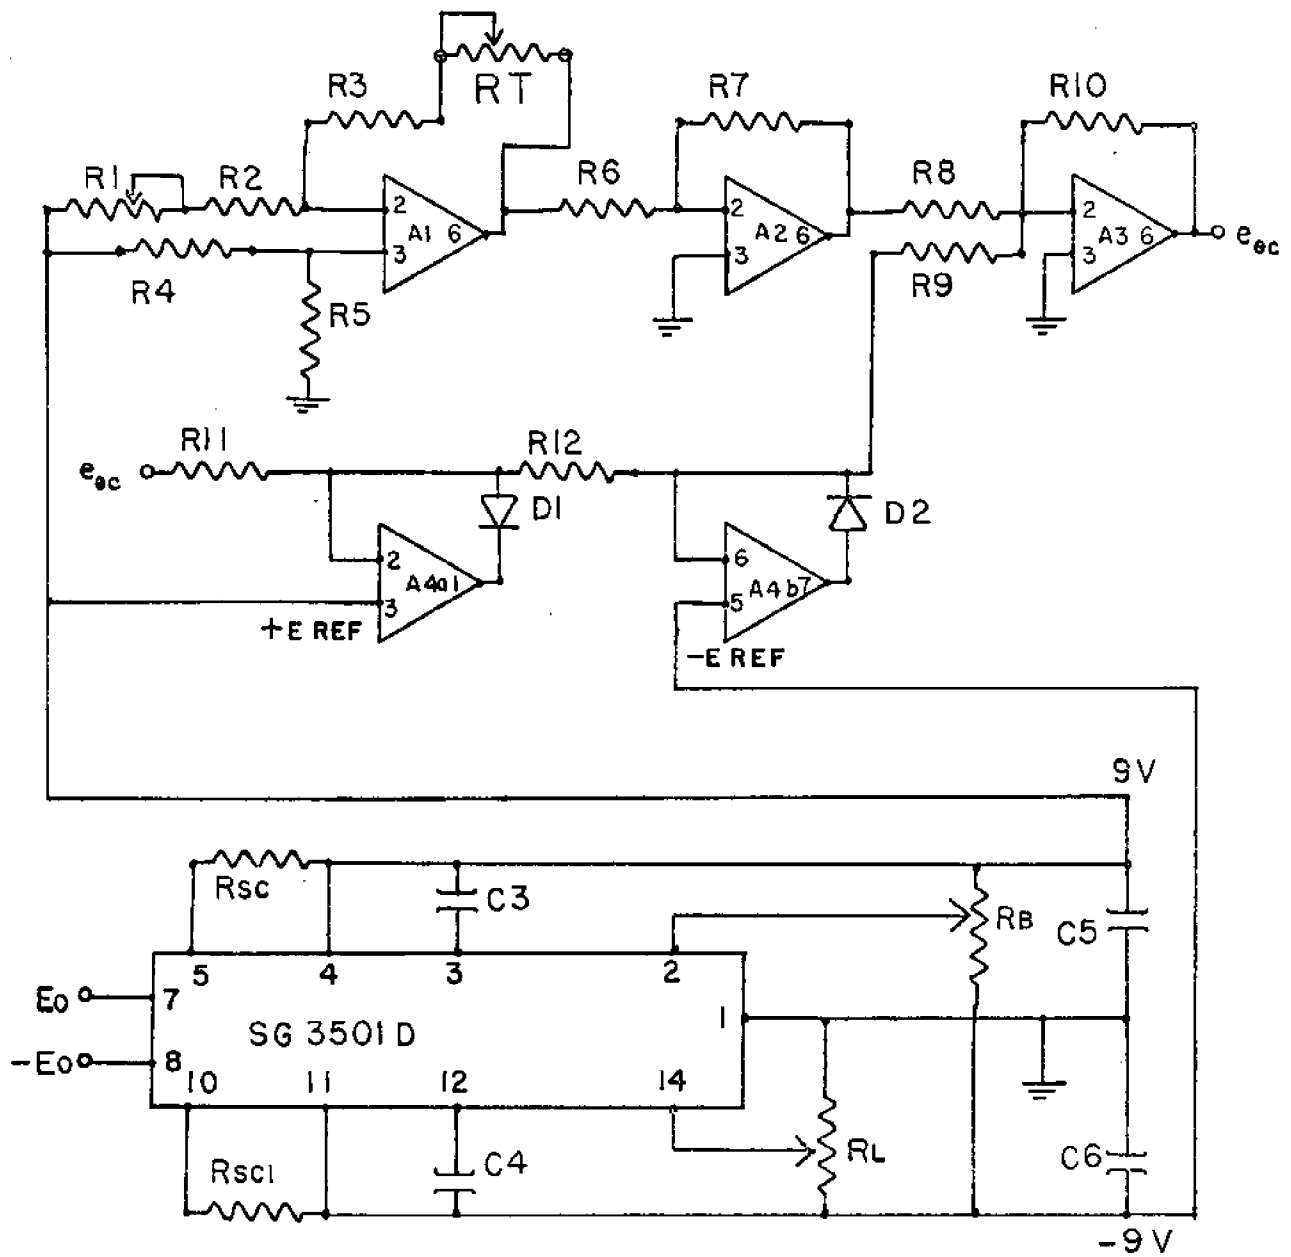 RT
R3
R7
R10
R1
R2
R6
R8
2
A1 6
3
2
A2 6
3
2
A3 6
3
eθc
R4
R5
R9
R11
R12
eθc
D1
D2
2
A4a1
3
6
A4b7
5
+E REF
-E REF
9V
RSC
C3
RB
C5
5
4
3
2
Eo
7
1
SG 3501D
-Eo
8
10
11
12
14
RSC1
C4
RL
C6
-9V